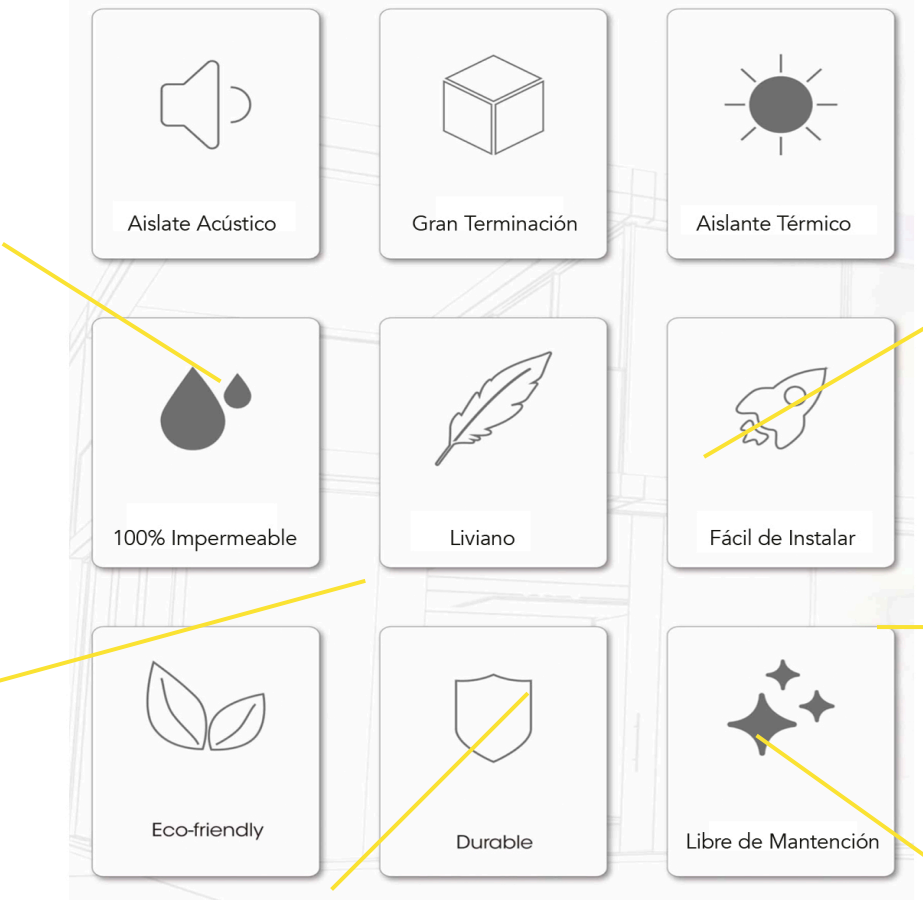 Aislate Acústico
Gran Terminación
Aislante Térmico
100% Impermeable
Liviano
Fácil de Instalar
Eco-friendly
Durable
Libre de Mantención